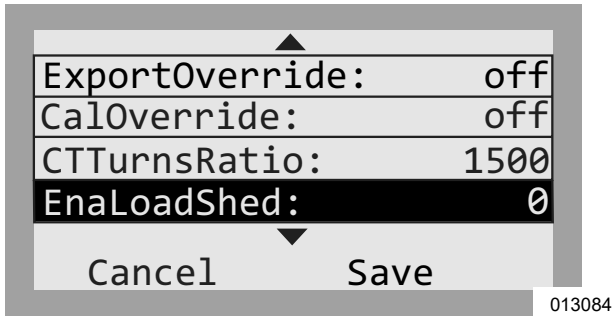 ExportOverride: off
CalOverride: off
CTTurnsRatio: 1500
EnaLoadShed: 0
Cancel Save
013084